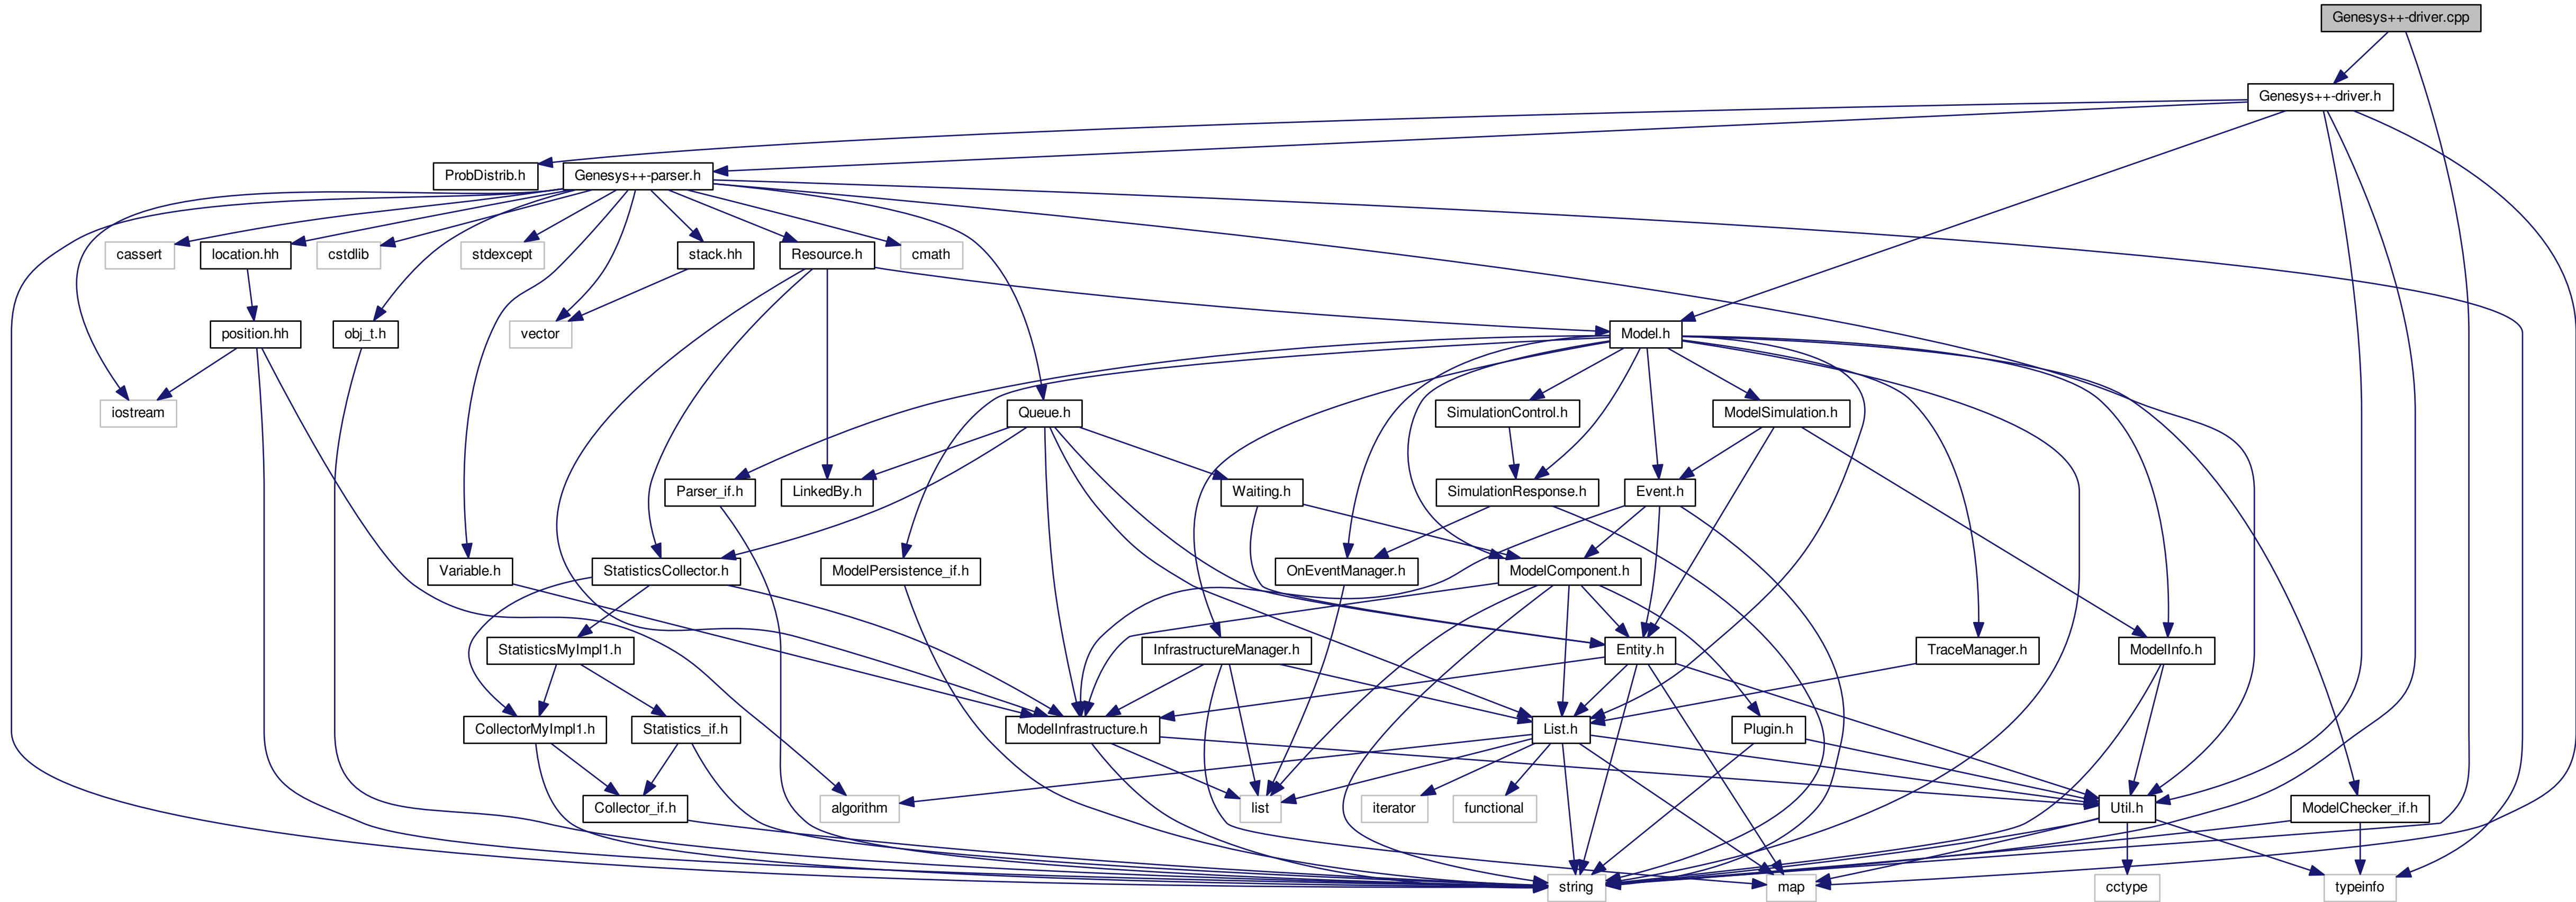 Genesys++-driver.cpp
Genesys++-driver.h
ProbDistrib.h
Genesys++-parser.h
cassert
location.hh
cstdlib
stdexcept
stack.hh
Resource.h
cmath
position.hh
obj_t.h
vector
Model.h
iostream
Queue.h
SimulationControl.h
ModelSimulation.h
Parser_if.h
LinkedBy.h
Waiting.h
SimulationResponse.h
Event.h
Variable.h
StatisticsCollector.h
ModelPersistence_if.h
OnEventManager.h
ModelComponent.h
StatisticsMyImpl1.h
InfrastructureManager.h
Entity.h
TraceManager.h
ModelInfo.h
CollectorMyImpl1.h
Statistics_if.h
ModelInfrastructure.h
List.h
Plugin.h
Collector_if.h
algorithm
list
iterator
functional
Util.h
ModelChecker_if.h
string
map
cctype
typeinfo